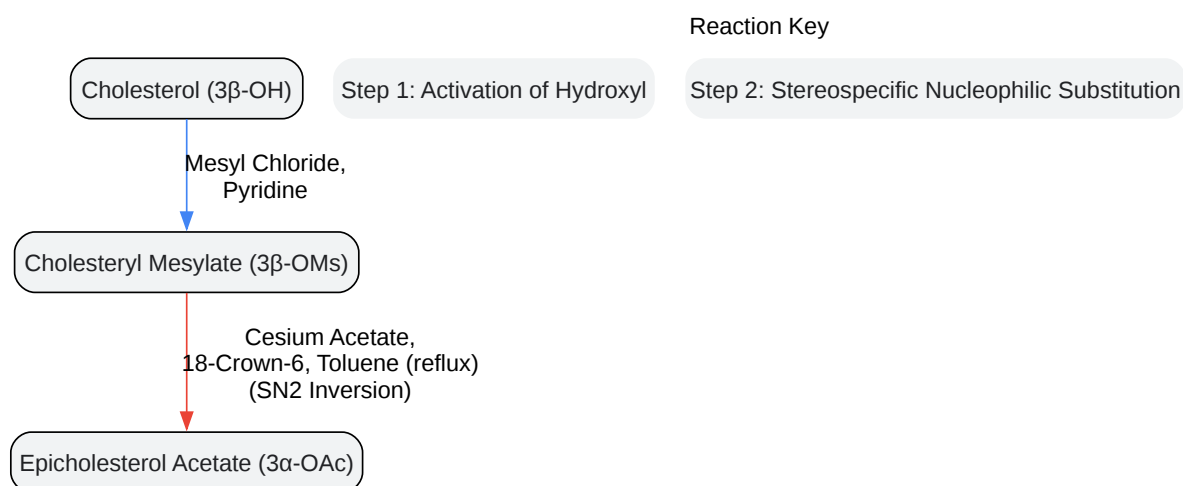 Reaction Key
Cholesterol (3β-OH)
Step 1: Activation of Hydroxyl
Step 2: Stereospecific Nucleophilic Substitution
Mesyl Chloride,
Pyridine
Cholesteryl Mesylate (3β-OMs)
Cesium Acetate,
18-Crown-6, Toluene (reflux)
(SN2 Inversion)
Epicholesterol Acetate (3α-OAc)